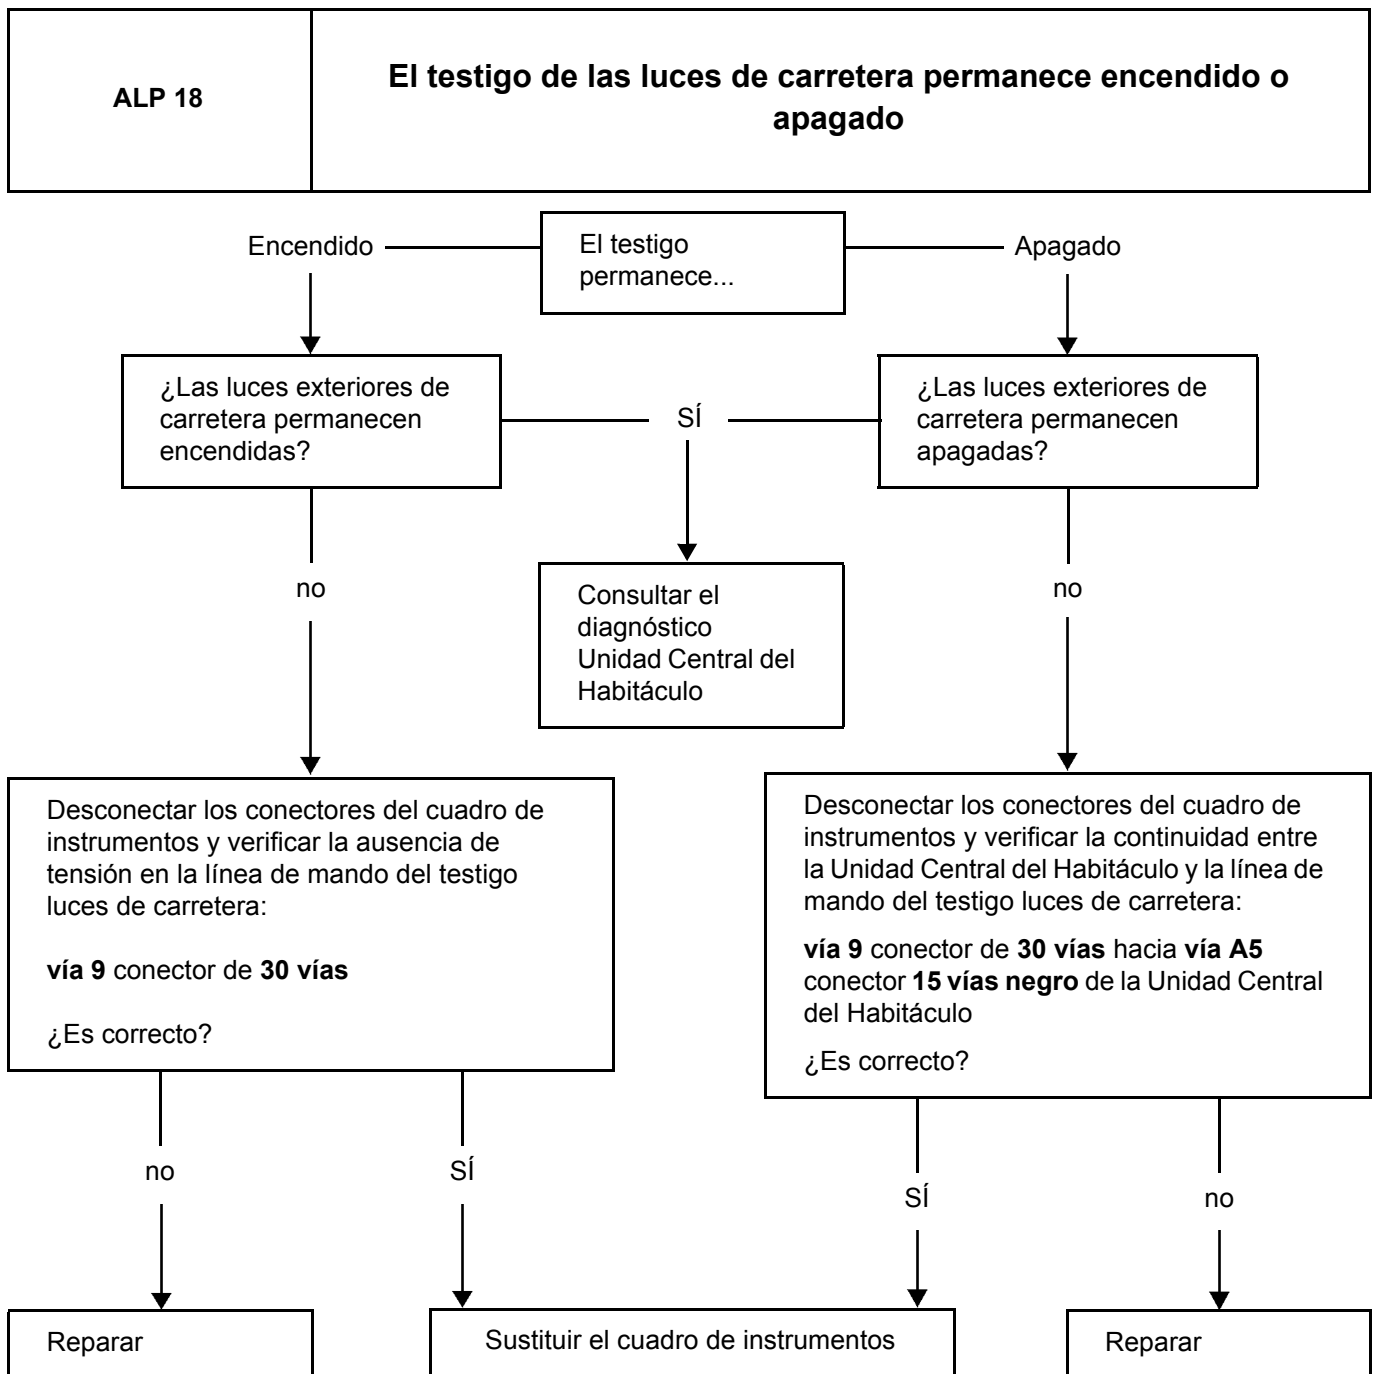 ALP 18
El testigo de las luces de carretera permanece encendido o
apagado
Encendido
El testigo
permanece...
Apagado
¿Las luces exteriores de
carretera permanecen
encendidas?
SÍ
¿Las luces exteriores de
carretera permanecen
apagadas?
no
Consultar el
diagnóstico
Unidad Central del
Habitáculo
no
Desconectar los conectores del cuadro de
instrumentos y verificar la ausencia de
tensión en la línea de mando del testigo
luces de carretera:
vía 9 conector de 30 vías
¿Es correcto?
Desconectar los conectores del cuadro de
instrumentos y verificar la continuidad entre
la Unidad Central del Habitáculo y la línea de
mando del testigo luces de carretera:
vía 9 conector de 30 vías hacia vía A5
conector 15 vías negro de la Unidad Central
del Habitáculo
¿Es correcto?
no
SÍ
SÍ
no
Reparar
Sustituir el cuadro de instrumentos
Reparar